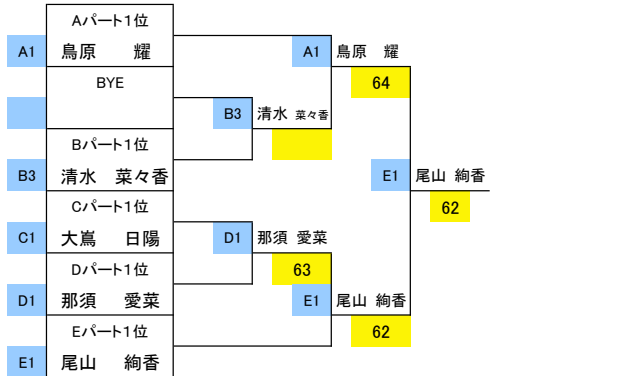 Aパート1位
A1 鳥原 耀 A1 鳥原 耀
BYE 64
B3 清水 菜々香
Bパート1位
B3 清水 菜々香 E1 尾山 絢香
Cパート1位 62
C1 大嶌 日陽 D1 那須 愛菜
Dパート1位 63
D1 那須 愛菜 E1 尾山 絢香
Eパート1位 62
E1 尾山 絢香